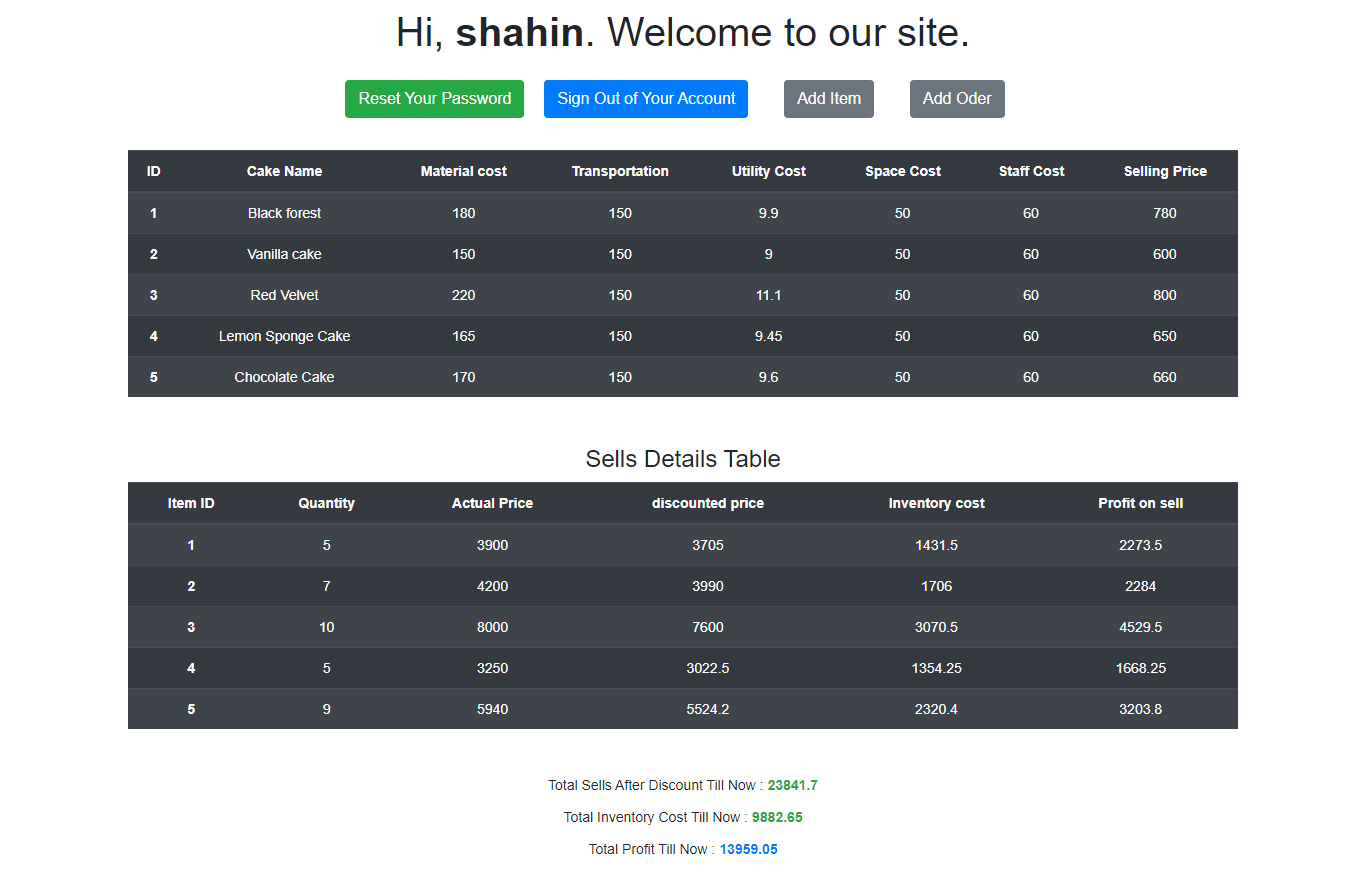 Hi, shahin. Welcome to our site.
Reset Your Password Sign Out of Your Account Add Item Add Oder
ID Cake Name Material cost Transportation Utility Cost Space Cost Staff Cost Selling Price
1 Black forest 180 150 9.9 50 60 780
2 Vanilla cake 150 150 9 50 60 600
3 Red Velvet 220 150 11.1 50 60 800
4 Lemon Sponge Cake 165 150 9.45 50 60 650
5 Chocolate Cake 170 150 9.6 50 60 660
Sells Details Table
Item ID Quantity Actual Price discounted price Inventory cost Profit on sell
1 5 3900 3705 1431.5 2273.5
2 7 4200 3990 1706 2284
3 10 8000 7600 3070.5 4529.5
4 5 3250 3022.5 1354.25 1668.25
5 9 5940 5524.2 2320.4 3203.8
Total Sells After Discount Till Now : 23841.7
Total Inventory Cost Till Now : 9882.65
Total Profit Till Now : 13959.05